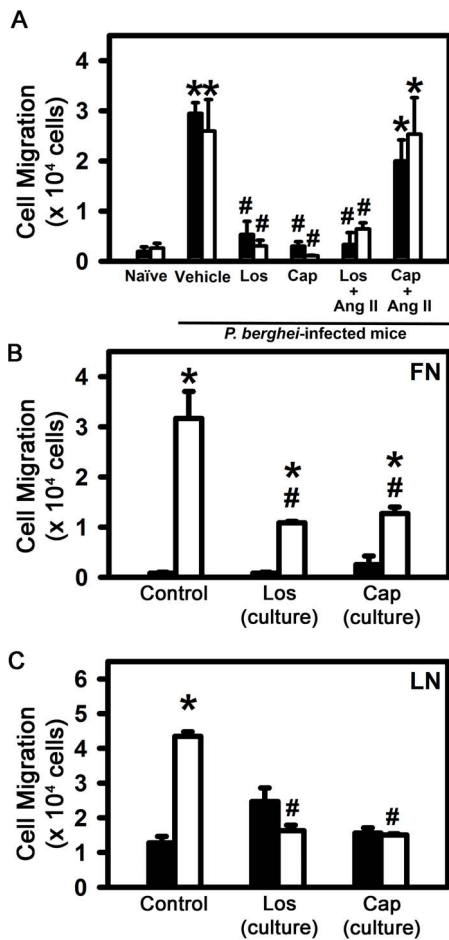 A
Cell Migration
(x 10⁴ cells)
4
3
2
1
0
* *
# #
# #
# #
* *
Naïve Vehicle Los Cap Los + Ang II Cap + Ang II
P. berghei-infected mice
B
FN
Cell Migration
(x 10⁴ cells)
5
4
3
2
1
0
*
*
#
*
#
Control Los (culture) Cap (culture)
C
LN
Cell Migration
(x 10⁴ cells)
6
5
4
3
2
1
0
*
#
#
Control Los (culture) Cap (culture)